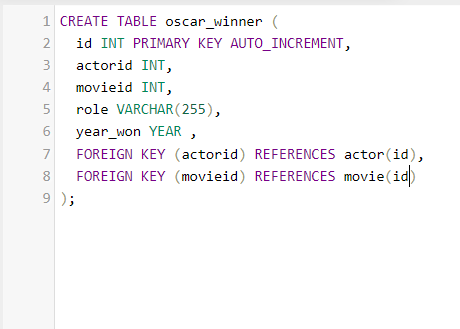 1 CREATE TABLE oscar_winner (
2 id INT PRIMARY KEY AUTO_INCREMENT,
3 actorid INT,
4 movieid INT,
5 role VARCHAR(255),
6 year_won YEAR ,
7 FOREIGN KEY (actorid) REFERENCES actor(id),
8 FOREIGN KEY (movieid) REFERENCES movie(id)
9 );